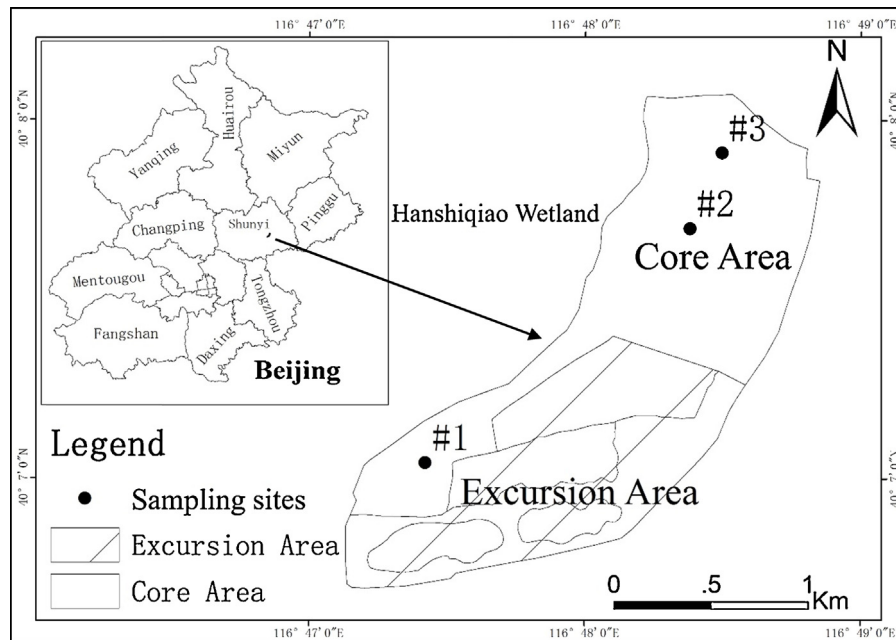 116° 47′ 0″E
116° 48′ 0″E
116° 49′ 0″E
40° 8′ 0″N
40° 8′ 0″N
N
Huairou
Miyun
Yanqing
Pinggu
Changping
Shunyi
Mentougou
Tongzhou
Fangshan
Daxing
Beijing
Hanshiqiao Wetland
#3
#2
Core Area
#1
Excursion Area
40° 7′ 0″N
40° 7′ 0″N
Legend
Sampling sites
Excursion Area
Core Area
0 .5 1
Km
116° 47′ 0″E
116° 48′ 0″E
116° 49′ 0″E